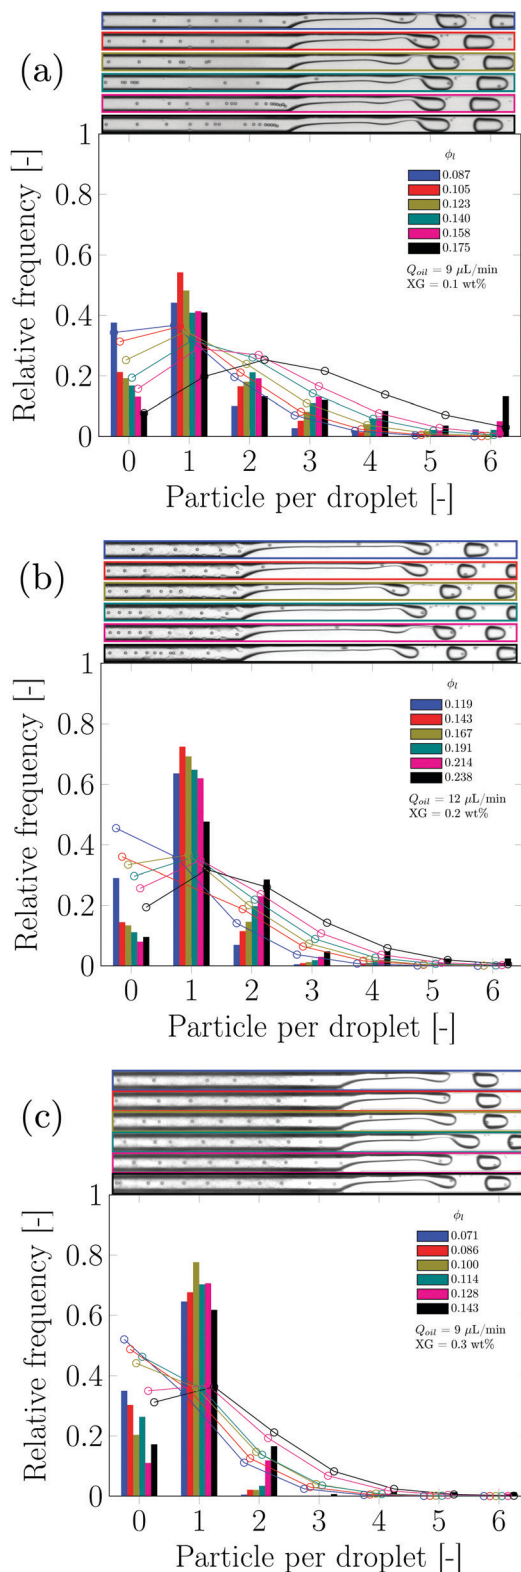 (a)
1
0.8
0.6
0.4
0.2
0
Relative frequency [-]
ϕl
0.087
0.105
0.123
0.140
0.158
0.175
Qoil = 9 μL/min
XG = 0.1 wt%
0 1 2 3 4 5 6
Particle per droplet [-]
(b)
1
0.8
0.6
0.4
0.2
0
Relative frequency [-]
ϕl
0.119
0.143
0.167
0.191
0.214
0.238
Qoil = 12 μL/min
XG = 0.2 wt%
0 1 2 3 4 5 6
Particle per droplet [-]
(c)
1
0.8
0.6
0.4
0.2
0
Relative frequency [-]
ϕl
0.071
0.086
0.100
0.114
0.128
0.143
Qoil = 9 μL/min
XG = 0.3 wt%
0 1 2 3 4 5 6
Particle per droplet [-]